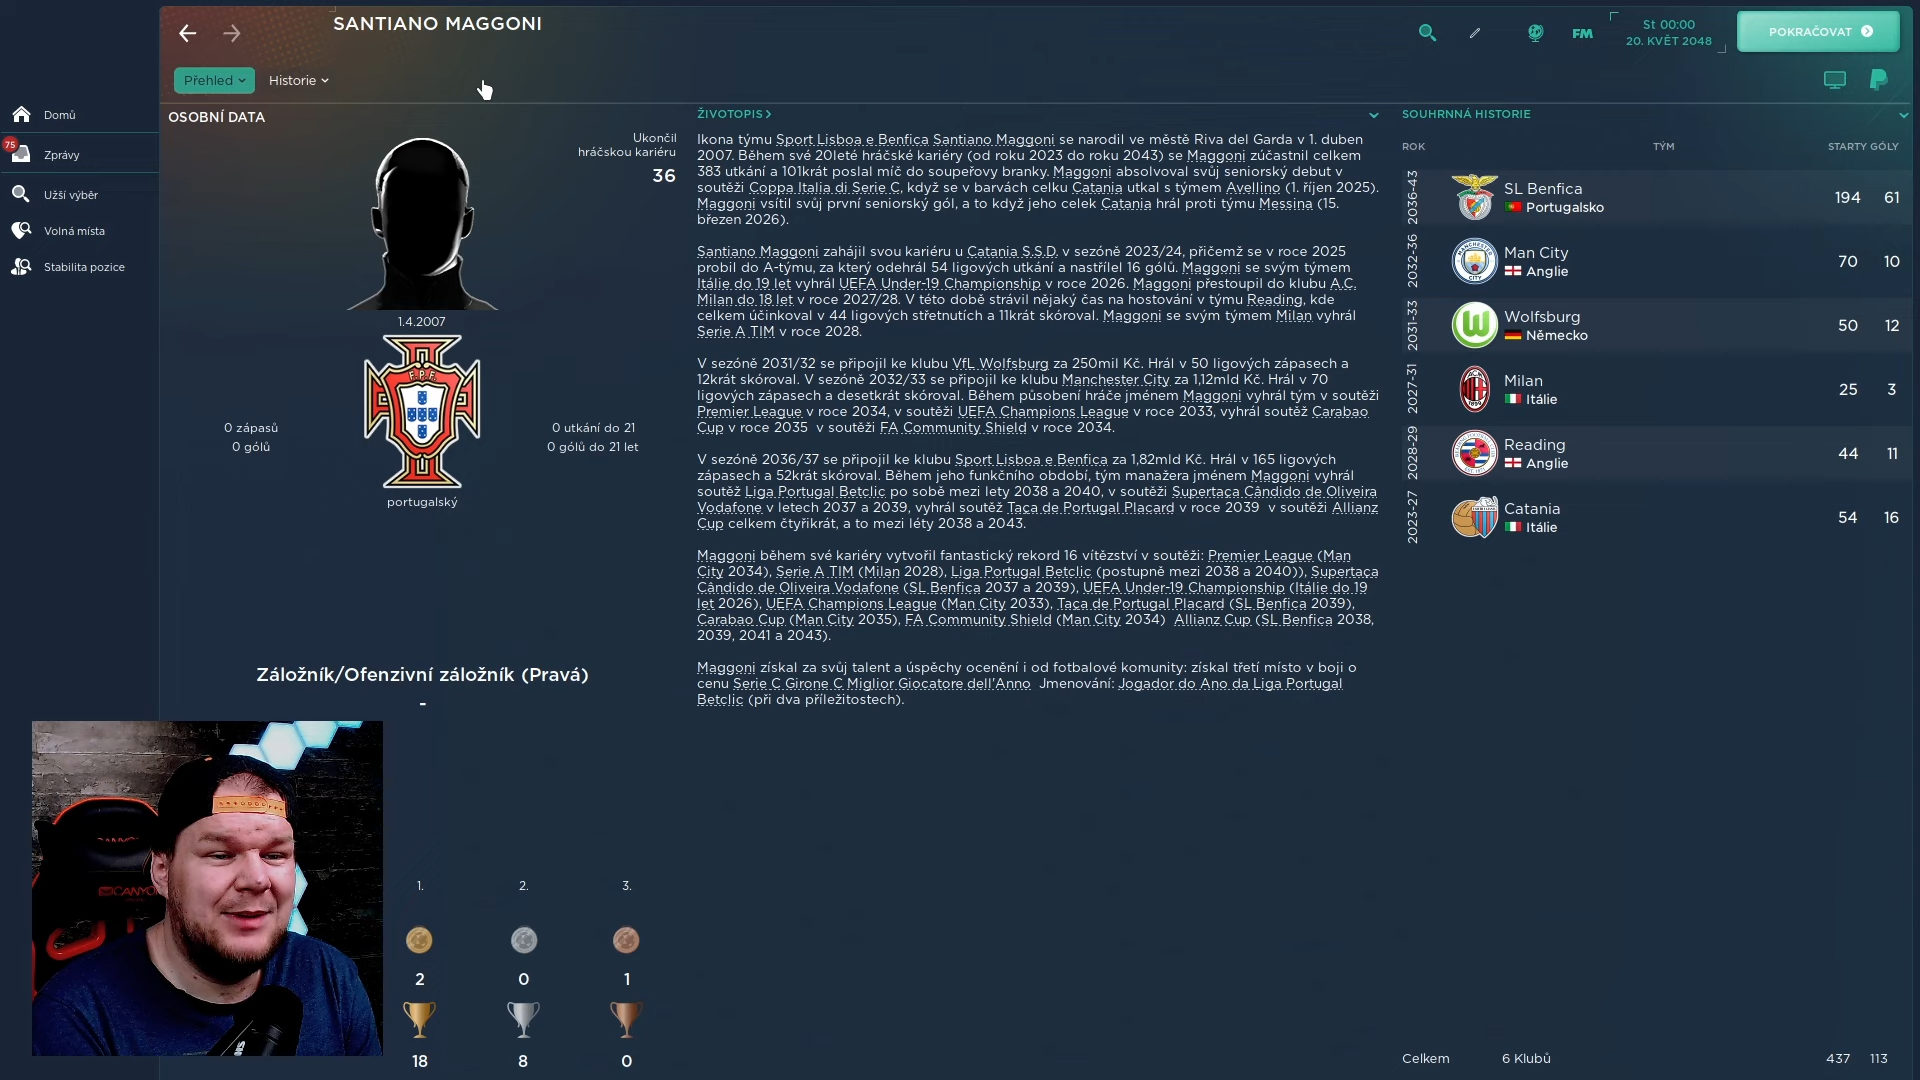 SANTIANO MAGGONI
FM
St 00:00
20. KVĚT 2048
POKRAČOVAT
Přehled
Historie
Domů
75
Zprávy
Užší výběr
Volná místa
Stabilita pozice
OSOBNÍ DATA
Ukončil
hráčskou kariéru
36
1.4.2007
F.P.F.
0 zápasů
0 gólů
0 utkání do 21
0 gólů do 21 let
portugalský
Záložník/Ofenzivní záložník (Pravá)
-
1. 2. 3.
2 0 1
18 8 0
CANYON
ŽIVOTOPIS
Ikona týmu Sport Lisboa e Benfica Santiano Maggoni se narodil ve městě Riva del Garda v 1. duben
2007. Během své 20leté hráčské kariéry (od roku 2023 do roku 2043) se Maggoni zúčastnil celkem
383 utkání a 101krát poslal míč do soupeřovy branky. Maggoni absolvoval svůj seniorský debut v
soutěži Coppa Italia di Serie C, když se v barvách celku Catania utkal s týmem Avellino (1. říjen 2025).
Maggoni vsítil svůj první seniorský gól, a to když jeho celek Catania hrál proti týmu Messina (15.
březen 2026).
Santiano Maggoni zahájil svou kariéru u Catania S.S.D. v sezóně 2023/24, přičemž se v roce 2025
probil do A-týmu, za který odehrál 54 ligových utkání a nastřílel 16 gólů. Maggoni se svým týmem
Itálie do 19 let vyhrál UEFA Under-19 Championship v roce 2026. Maggoni přestoupil do klubu A.C.
Milan do 18 let v roce 2027/28. V této době strávil nějaký čas na hostování v týmu Reading, kde
celkem účinkoval v 44 ligových střetnutích a 11krát skóroval. Maggoni se svým týmem Milan vyhrál
Serie A TIM v roce 2028.
V sezóně 2031/32 se připojil ke klubu VfL Wolfsburg za 250mil Kč. Hrál v 50 ligových zápasech a
12krát skóroval. V sezóně 2032/33 se připojil ke klubu Manchester City za 1,12mld Kč. Hrál v 70
ligových zápasech a desetkrát skóroval. Během působení hráče jménem Maggoni vyhrál tým v soutěži
Premier League v roce 2034, v soutěži UEFA Champions League v roce 2033, vyhrál soutěž Carabao
Cup v roce 2035 v soutěži FA Community Shield v roce 2034.
V sezóně 2036/37 se připojil ke klubu Sport Lisboa e Benfica za 1,82mld Kč. Hrál v 165 ligových
zápasech a 52krát skóroval. Během jeho funkčního období, tým manažera jménem Maggoni vyhrál
soutěž Liga Portugal Betclic po sobě mezi lety 2038 a 2040, v soutěži Supertaça Cândido de Oliveira
Vodafone v letech 2037 a 2039, vyhrál soutěž Taça de Portugal Placard v roce 2039 v soutěži Allianz
Cup celkem čtyřikrát, a to mezi léty 2038 a 2043.
Maggoni během své kariéry vytvořil fantastický rekord 16 vítězství v soutěži: Premier League (Man
City 2034), Serie A TIM (Milan 2028), Liga Portugal Betclic (postupně mezi 2038 a 2040)), Supertaça
Cândido de Oliveira Vodafone (SL Benfica 2037 a 2039), UEFA Under-19 Championship (Itálie do 19
let 2026), UEFA Champions League (Man City 2033), Taça de Portugal Placard (SL Benfica 2039),
Carabao Cup (Man City 2035), FA Community Shield (Man City 2034) Allianz Cup (SL Benfica 2038,
2039, 2041 a 2043).
Maggoni získal za svůj talent a úspěchy ocenění i od fotbalové komunity: získal třetí místo v boji o
cenu Serie C Girone C Miglior Giocatore dell'Anno Jmenování: Jogador do Ano da Liga Portugal
Betclic (při dva příležitostech).
SOUHRNNÁ HISTORIE
ROK TÝM STARTY GÓLY
2036-43 SL Benfica Portugalsko 194 61
2032-36 Man City Anglie 70 10
2031-33 Wolfsburg Německo 50 12
2027-31 Milan Itálie 25 3
2028-29 Reading Anglie 44 11
2023-27 Catania Itálie 54 16
Celkem 6 Klubů 437 113